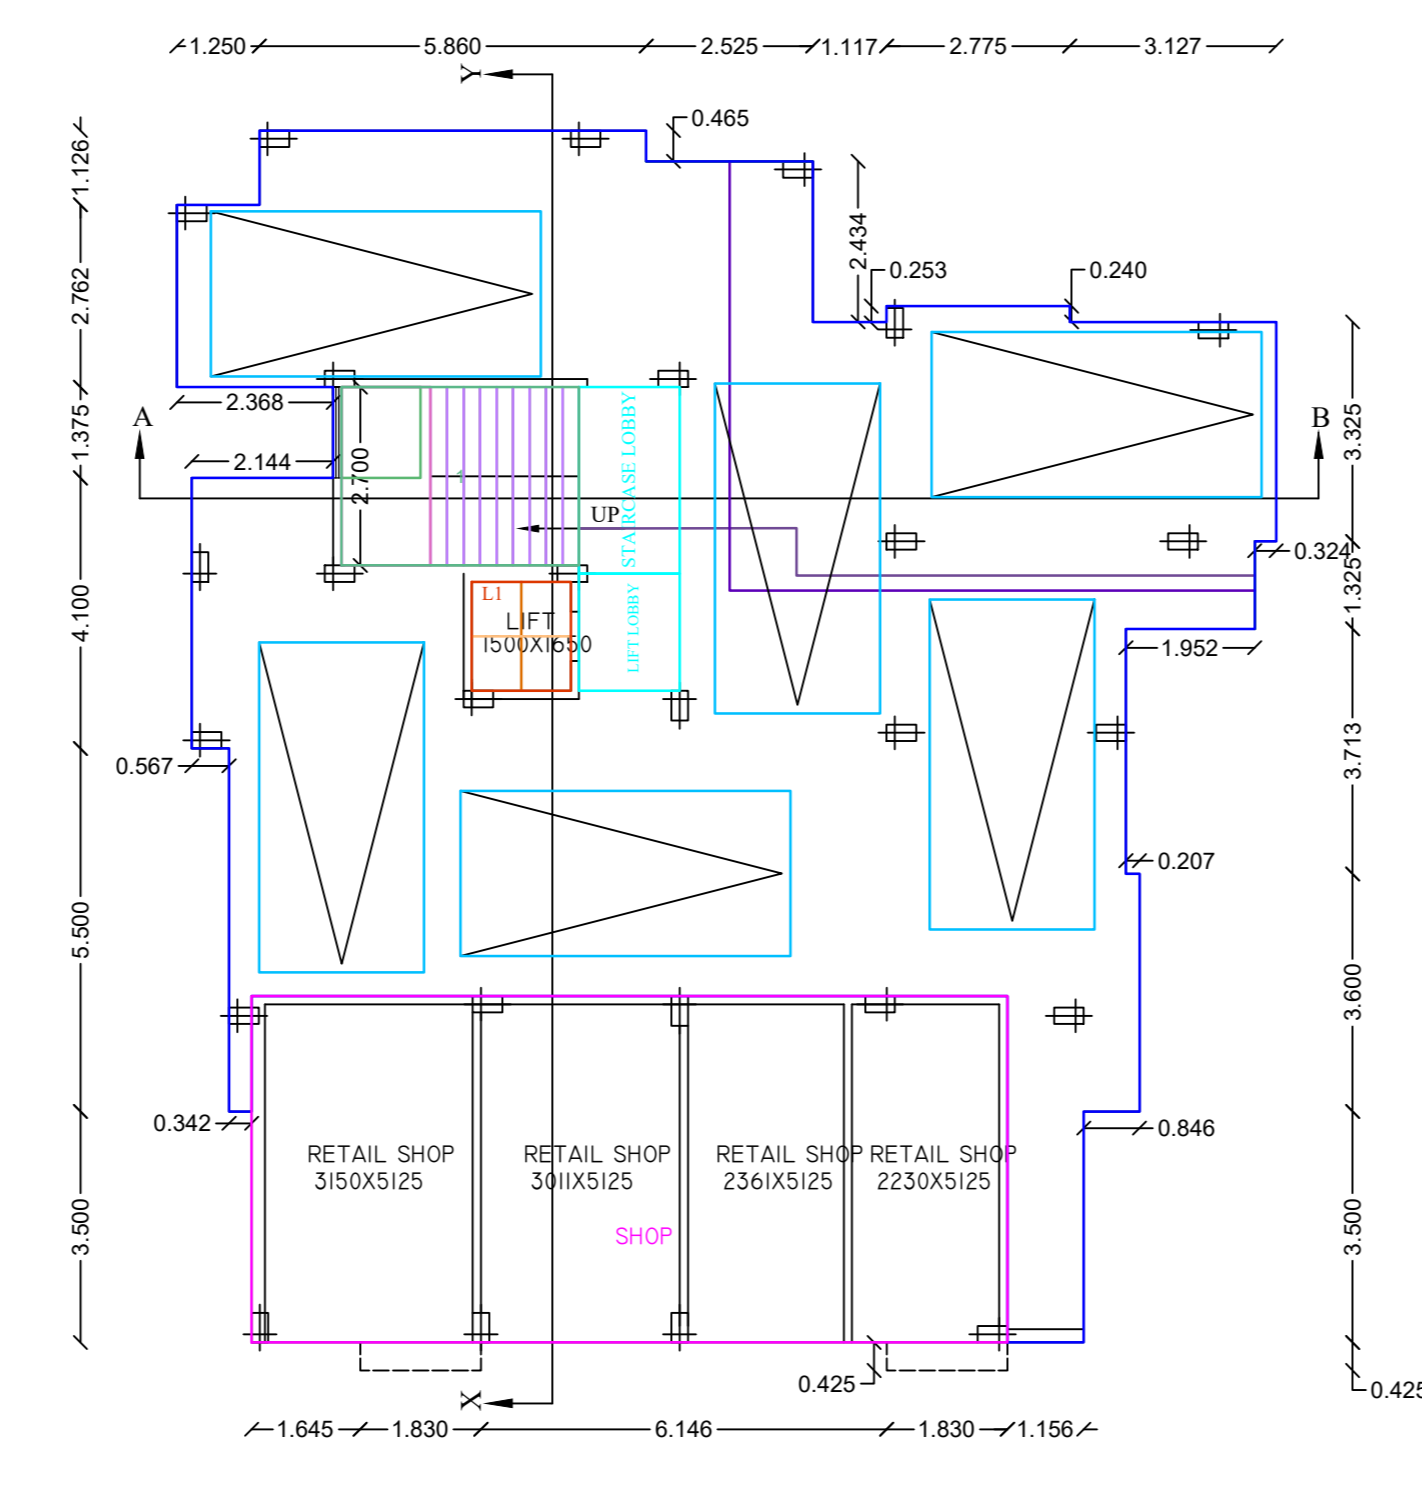 1.250
5.860
2.525
1.117
2.775
3.127
Y
0.465
1.126
2.434
0.253
0.240
2.762
2.368
A
B
1.375
2.144
2.700
1
STAIRCASE LOBBY
3.325
UP
0.324
1.325
L1
LIFT
1500X1650
LIFT LOBBY
4.100
1.952
0.567
3.713
0.207
5.500
3.600
0.342
0.846
RETAIL SHOP
3150X5125
RETAIL SHOP
3011X5125
RETAIL SHOP
2361X5125
RETAIL SHOP
2230X5125
SHOP
3.500
3.500
0.425
0.425
X
1.645
1.830
6.146
1.830
1.156